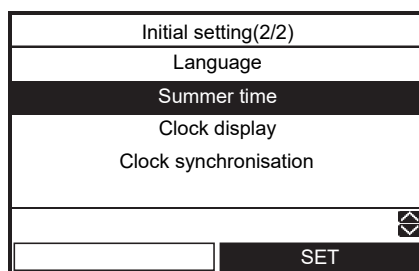 Initial setting(2/2)
Language
Summer time
Clock display
Clock synchronisation
SET